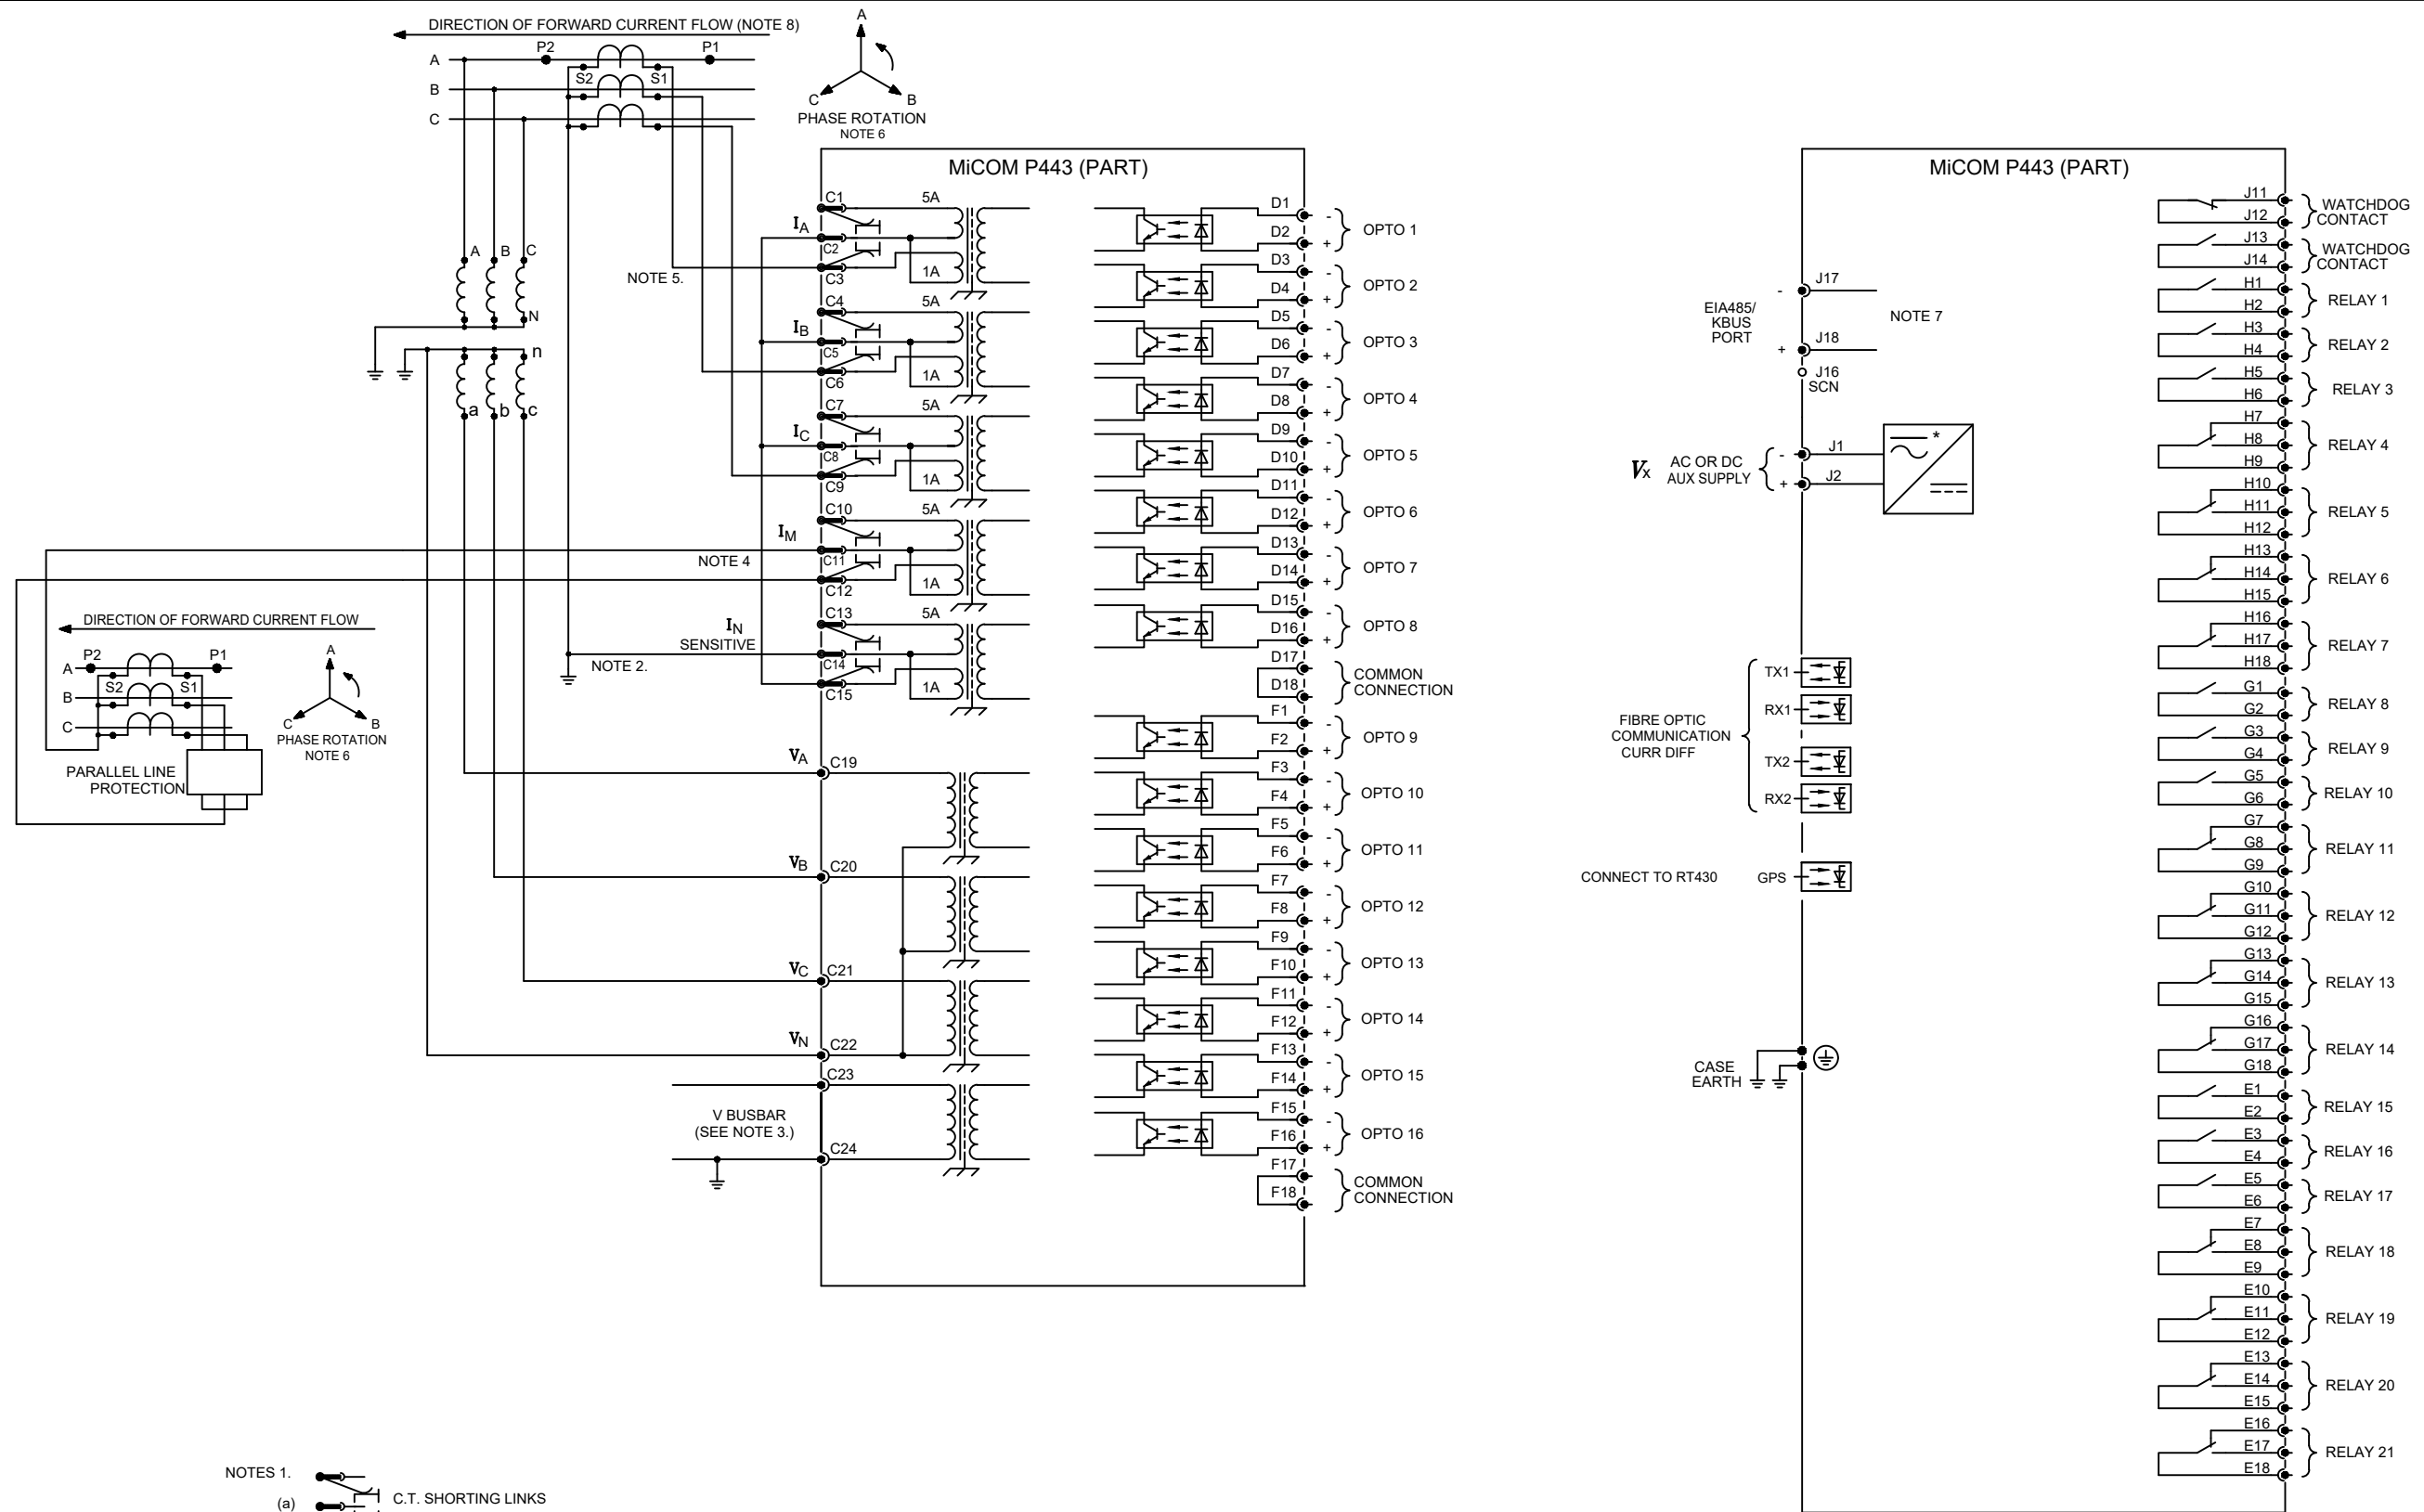 DIRECTION OF FORWARD CURRENT FLOW (NOTE 8)
A
P2
P1
S2
S1
B
C
A
C
B
PHASE ROTATION
NOTE 6
A
B
C
N
n
a
b
c
NOTE 5.
NOTE 4
NOTE 2.
DIRECTION OF FORWARD CURRENT FLOW
A
P2
P1
S2
S1
B
C
A
C
B
PHASE ROTATION
NOTE 6
PARALLEL LINE
PROTECTION
MiCOM P443 (PART)
C1
5A
IA
C2
1A
C3
C4
5A
IB
C5
1A
C6
C7
5A
IC
C8
1A
C9
C10
5A
IM
C11
1A
C12
C13
5A
IN
SENSITIVE
C14
1A
C15
VA
C19
VB
C20
VC
C21
VN
C22
C23
V BUSBAR
(SEE NOTE 3.)
C24
D1
-
D2
+
OPTO 1
D3
-
D4
+
OPTO 2
D5
-
D6
+
OPTO 3
D7
-
D8
+
OPTO 4
D9
-
D10
+
OPTO 5
D11
-
D12
+
OPTO 6
D13
-
D14
+
OPTO 7
D15
-
D16
+
OPTO 8
D17
D18
COMMON
CONNECTION
F1
-
F2
+
OPTO 9
F3
-
F4
+
OPTO 10
F5
-
F6
+
OPTO 11
F7
-
F8
+
OPTO 12
F9
-
F10
+
OPTO 13
F11
-
F12
+
OPTO 14
F13
-
F14
+
OPTO 15
F15
-
F16
+
OPTO 16
F17
F18
COMMON
CONNECTION
MiCOM P443 (PART)
- J17
EIA485/
KBUS
PORT
NOTE 7
+ J18
J16
SCN
Vx
AC OR DC
AUX SUPPLY
- J1
+ J2
*
TX1
RX1
FIBRE OPTIC
COMMUNICATION
CURR DIFF
TX2
RX2
CONNECT TO RT430
GPS
CASE
EARTH
J11
J12
WATCHDOG
CONTACT
J13
J14
WATCHDOG
CONTACT
H1
H2
RELAY 1
H3
H4
RELAY 2
H5
H6
RELAY 3
H7
H8
H9
RELAY 4
H10
H11
H12
RELAY 5
H13
H14
H15
RELAY 6
H16
H17
H18
RELAY 7
G1
G2
RELAY 8
G3
G4
RELAY 9
G5
G6
RELAY 10
G7
G8
G9
RELAY 11
G10
G11
G12
RELAY 12
G13
G14
G15
RELAY 13
G16
G17
G18
RELAY 14
E1
E2
RELAY 15
E3
E4
RELAY 16
E5
E6
RELAY 17
E7
E8
E9
RELAY 18
E10
E11
E12
RELAY 19
E13
E14
E15
RELAY 20
E16
E17
E18
RELAY 21
NOTES 1.
(a)
C.T. SHORTING LINKS